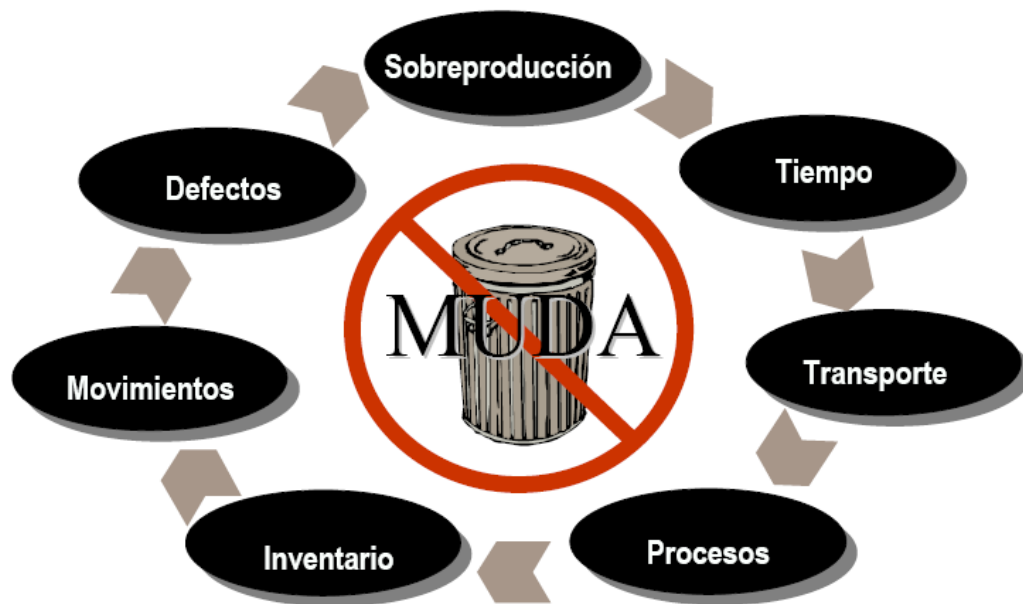 Sobreproducción
Tiempo
Transporte
Procesos
Inventario
Movimientos
Defectos
MUDA